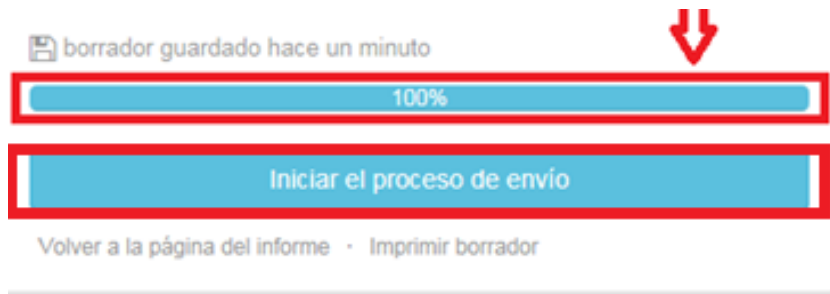 borrador guardado hace un minuto
100%
Iniciar el proceso de envío
Volver a la página del informe · Imprimir borrador